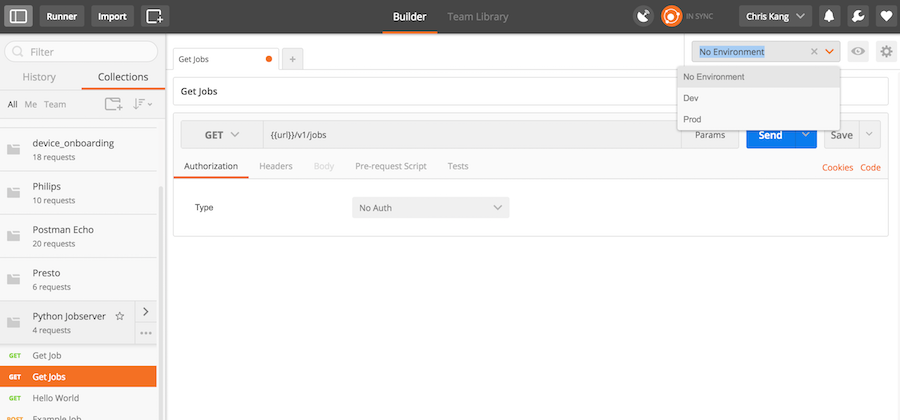 Runner
Import
Builder
Team Library
IN SYNC
Chris Kang
Filter
History
Collections
All Me Team
device_onboarding
18 requests
Philips
10 requests
Postman Echo
20 requests
Presto
6 requests
Python Jobserver
4 requests
GET Get Job
GET Get Jobs
GET Hello World
POST Example Job
Get Jobs
No Environment
No Environment
Dev
Prod
Get Jobs
GET
{{url}}/v1/jobs
Params
Send
Save
Authorization
Headers
Body
Pre-request Script
Tests
Cookies
Code
Type
No Auth